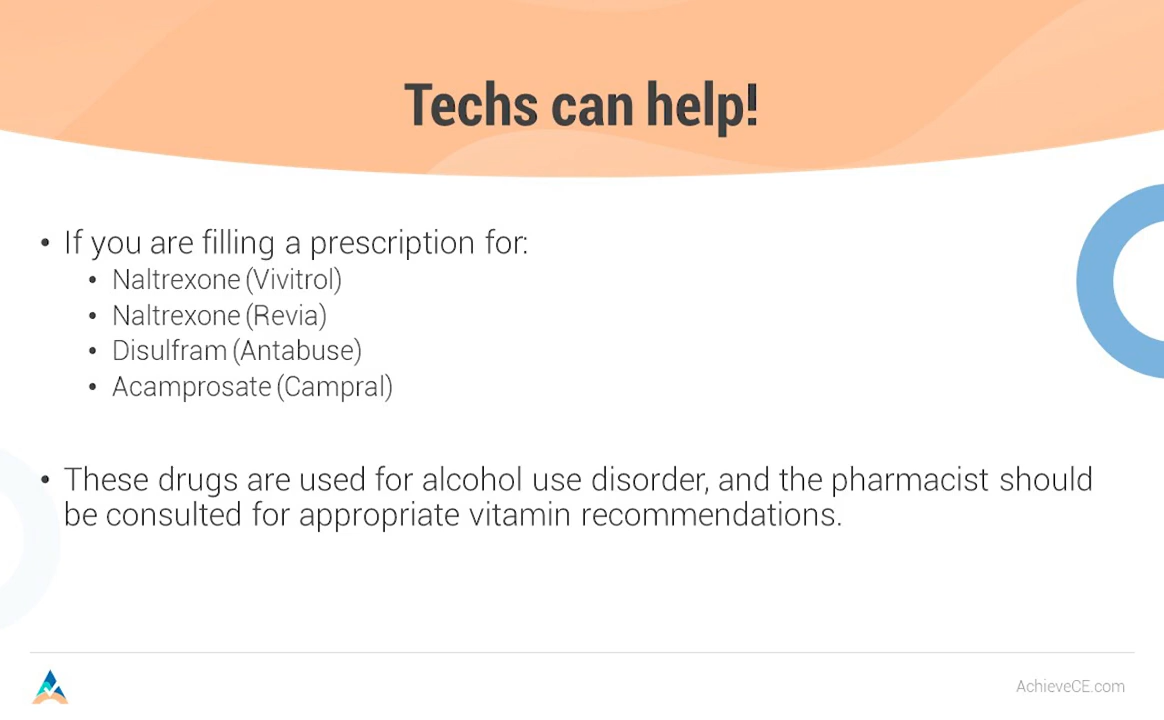 Techs can help!
• If you are filling a prescription for:
• Naltrexone (Vivitrol)
• Naltrexone (Revia)
• Disulfram (Antabuse)
• Acamprosate (Campral)
• These drugs are used for alcohol use disorder, and the pharmacist should
be consulted for appropriate vitamin recommendations.
AchieveCE.com